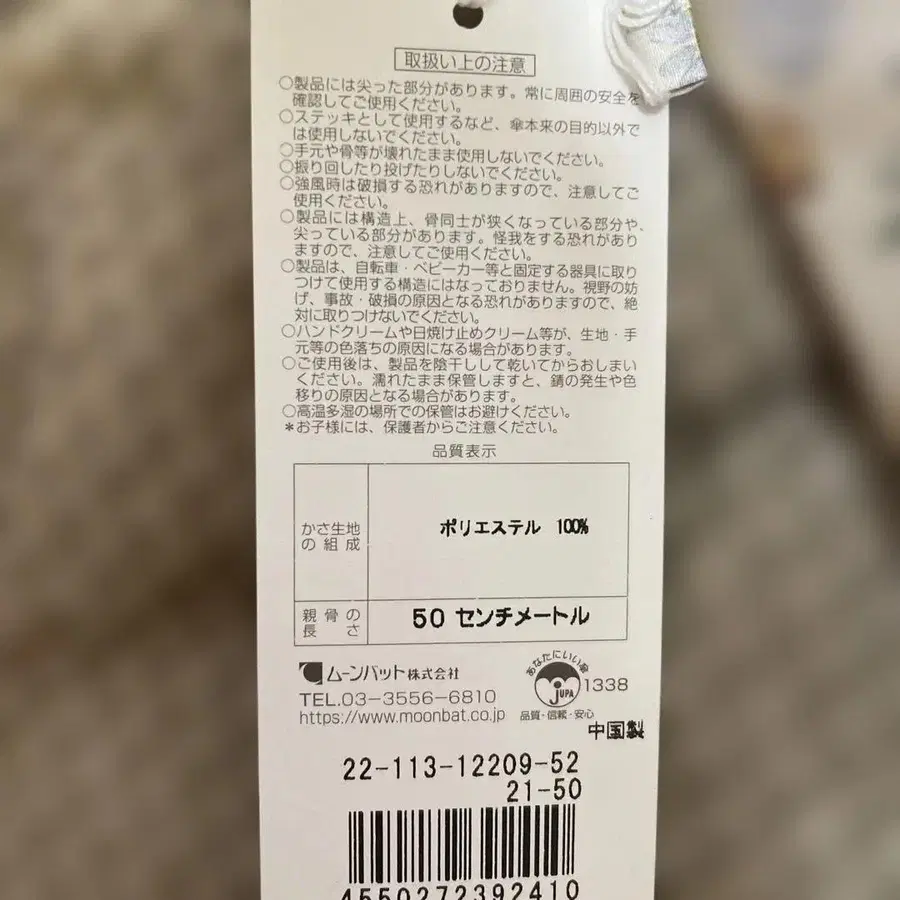 取扱い上の注意
○製品には尖った部分があります。常に周囲の安全を
確認してご使用ください。
○ステッキとして使用するなど、傘本来の目的以外で
は使用しないでください。
○手元や骨等が壊れたまま使用しないでください。
○振り回したり投げたりしないでください。
○強風時は破損する恐れがありますので、注意してご
使用ください。
○製品には構造上、骨同士が狭くなっている部分や、
尖っている部分があります。怪我をする恐れがあり
ますので、注意してご使用ください。
○製品は、自転車・ベビーカー等と固定する器具に取り
つけて使用する構造にはなっておりません。視野の妨
げ、事故・破損の原因となる恐れがありますので、絶
対に取りつけないでください。
○ハンドクリームや日焼け止めクリーム等が、生地・手
元等の色落ちの原因になる場合があります。
○ご使用後は、製品を陰干しして乾いてからおしまい
ください。濡れたまま保管しますと、錆の発生や色
移りの原因となる場合があります。
○高温多湿の場所での保管はお避けください。
＊お子様には、保護者からご注意ください。
品質表示
かさ生地
の組成
ポリエステル 100%
親骨の
長さ
50 センチメートル
ムーンバット株式会社
TEL.03-3556-6810
https://www.moonbat.co.jp
あなたにいい傘
JUPA
1338
品質・信頼・安心
中国製
22-113-12209-52
21-50
4550272392410